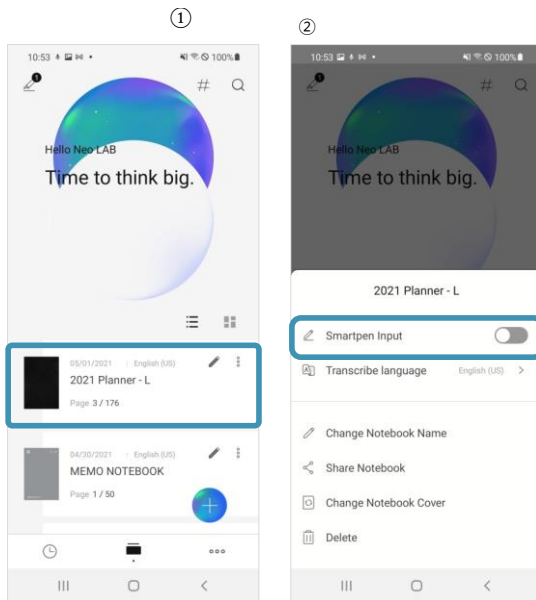 ①
10:53
100%
1
#
Hello Neo LAB
Time to think big.
05/01/2021 | English (US)
2021 Planner - L
Page 3 / 176
04/30/2021 | English (US)
MEMO NOTEBOOK
Page 1 / 50
②
10:53
100%
1
#
Hello Neo LAB
Time to think big.
2021 Planner - L
Smartpen Input
Transcribe language English (US) >
Change Notebook Name
Share Notebook
Change Notebook Cover
Delete